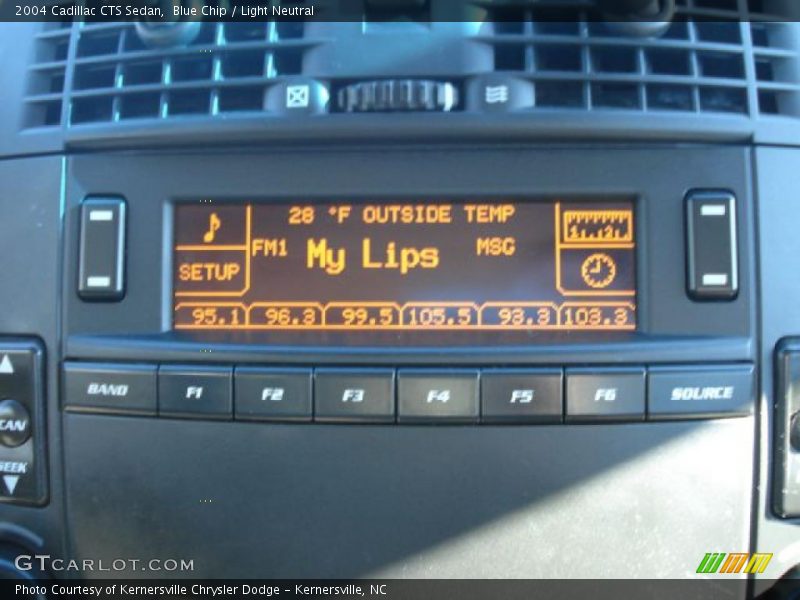 2004 Cadillac CTS Sedan,  Blue Chip / Light Neutral
28 °F OUTSIDE TEMP
FM1 My Lips MSG
SETUP
95.1 96.3 99.5 105.5 93.3 103.3
BAND F1 F2 F3 F4 F5 F6 SOURCE
SEEK
GTCARLOT.COM
Photo Courtesy of Kernersville Chrysler Dodge – Kernersville, NC